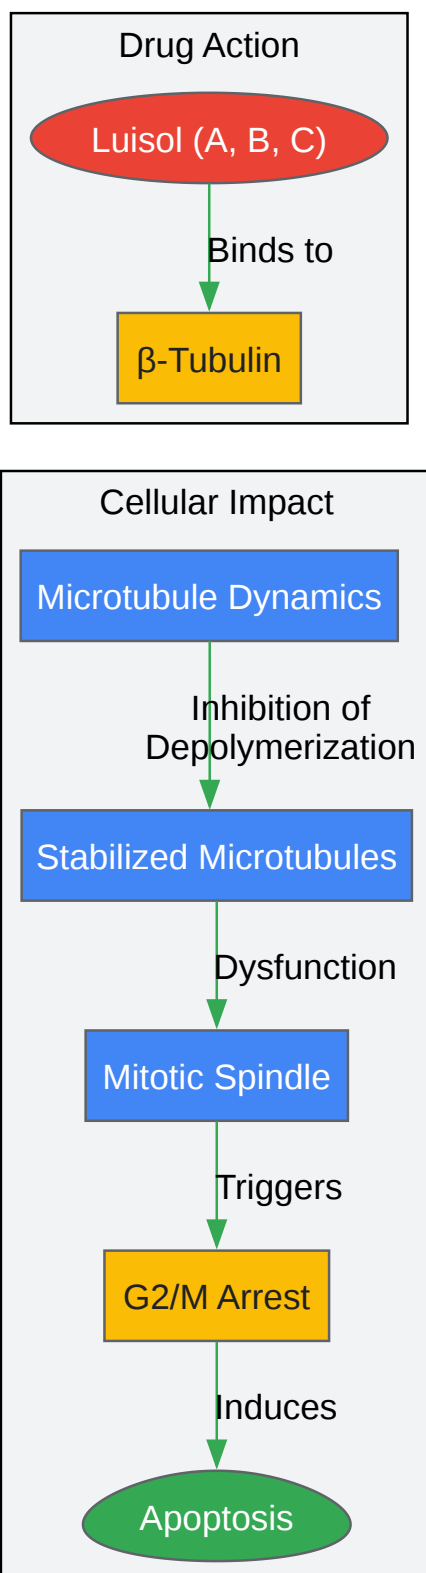 Drug Action
Luisol (A, B, C)
Binds to
β-Tubulin
Cellular Impact
Microtubule Dynamics
Inhibition of
Depolymerization
Stabilized Microtubules
Dysfunction
Mitotic Spindle
Triggers
G2/M Arrest
Induces
Apoptosis